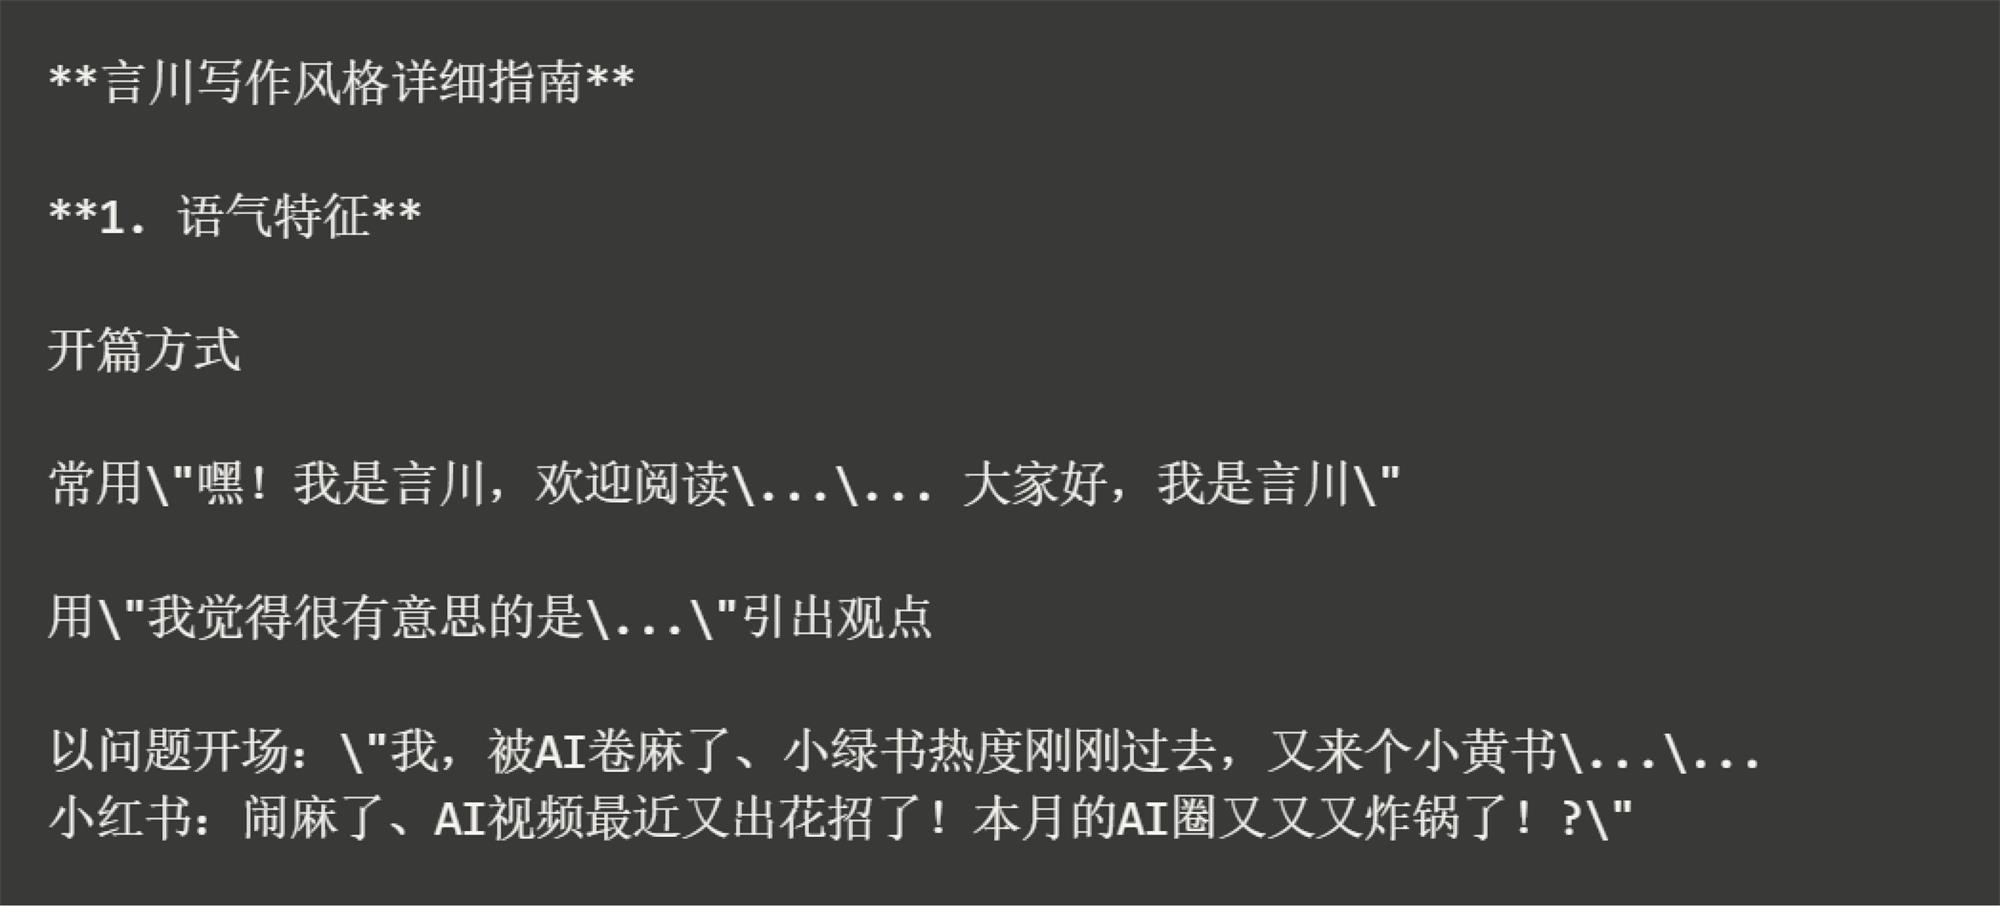 **言川写作风格详细指南**
**1. 语气特征**
开篇方式
常用\"嘿！我是言川，欢迎阅读\...\... 大家好，我是言川\"
用\"我觉得很有意思的是\...\"引出观点
以问题开场：\"我，被AI卷麻了、小绿书热度刚刚过去，又来个小黄书\...\...
小红书：闹麻了、AI视频最近又出花招了！本月的AI圈又又又炸锅了！?\"